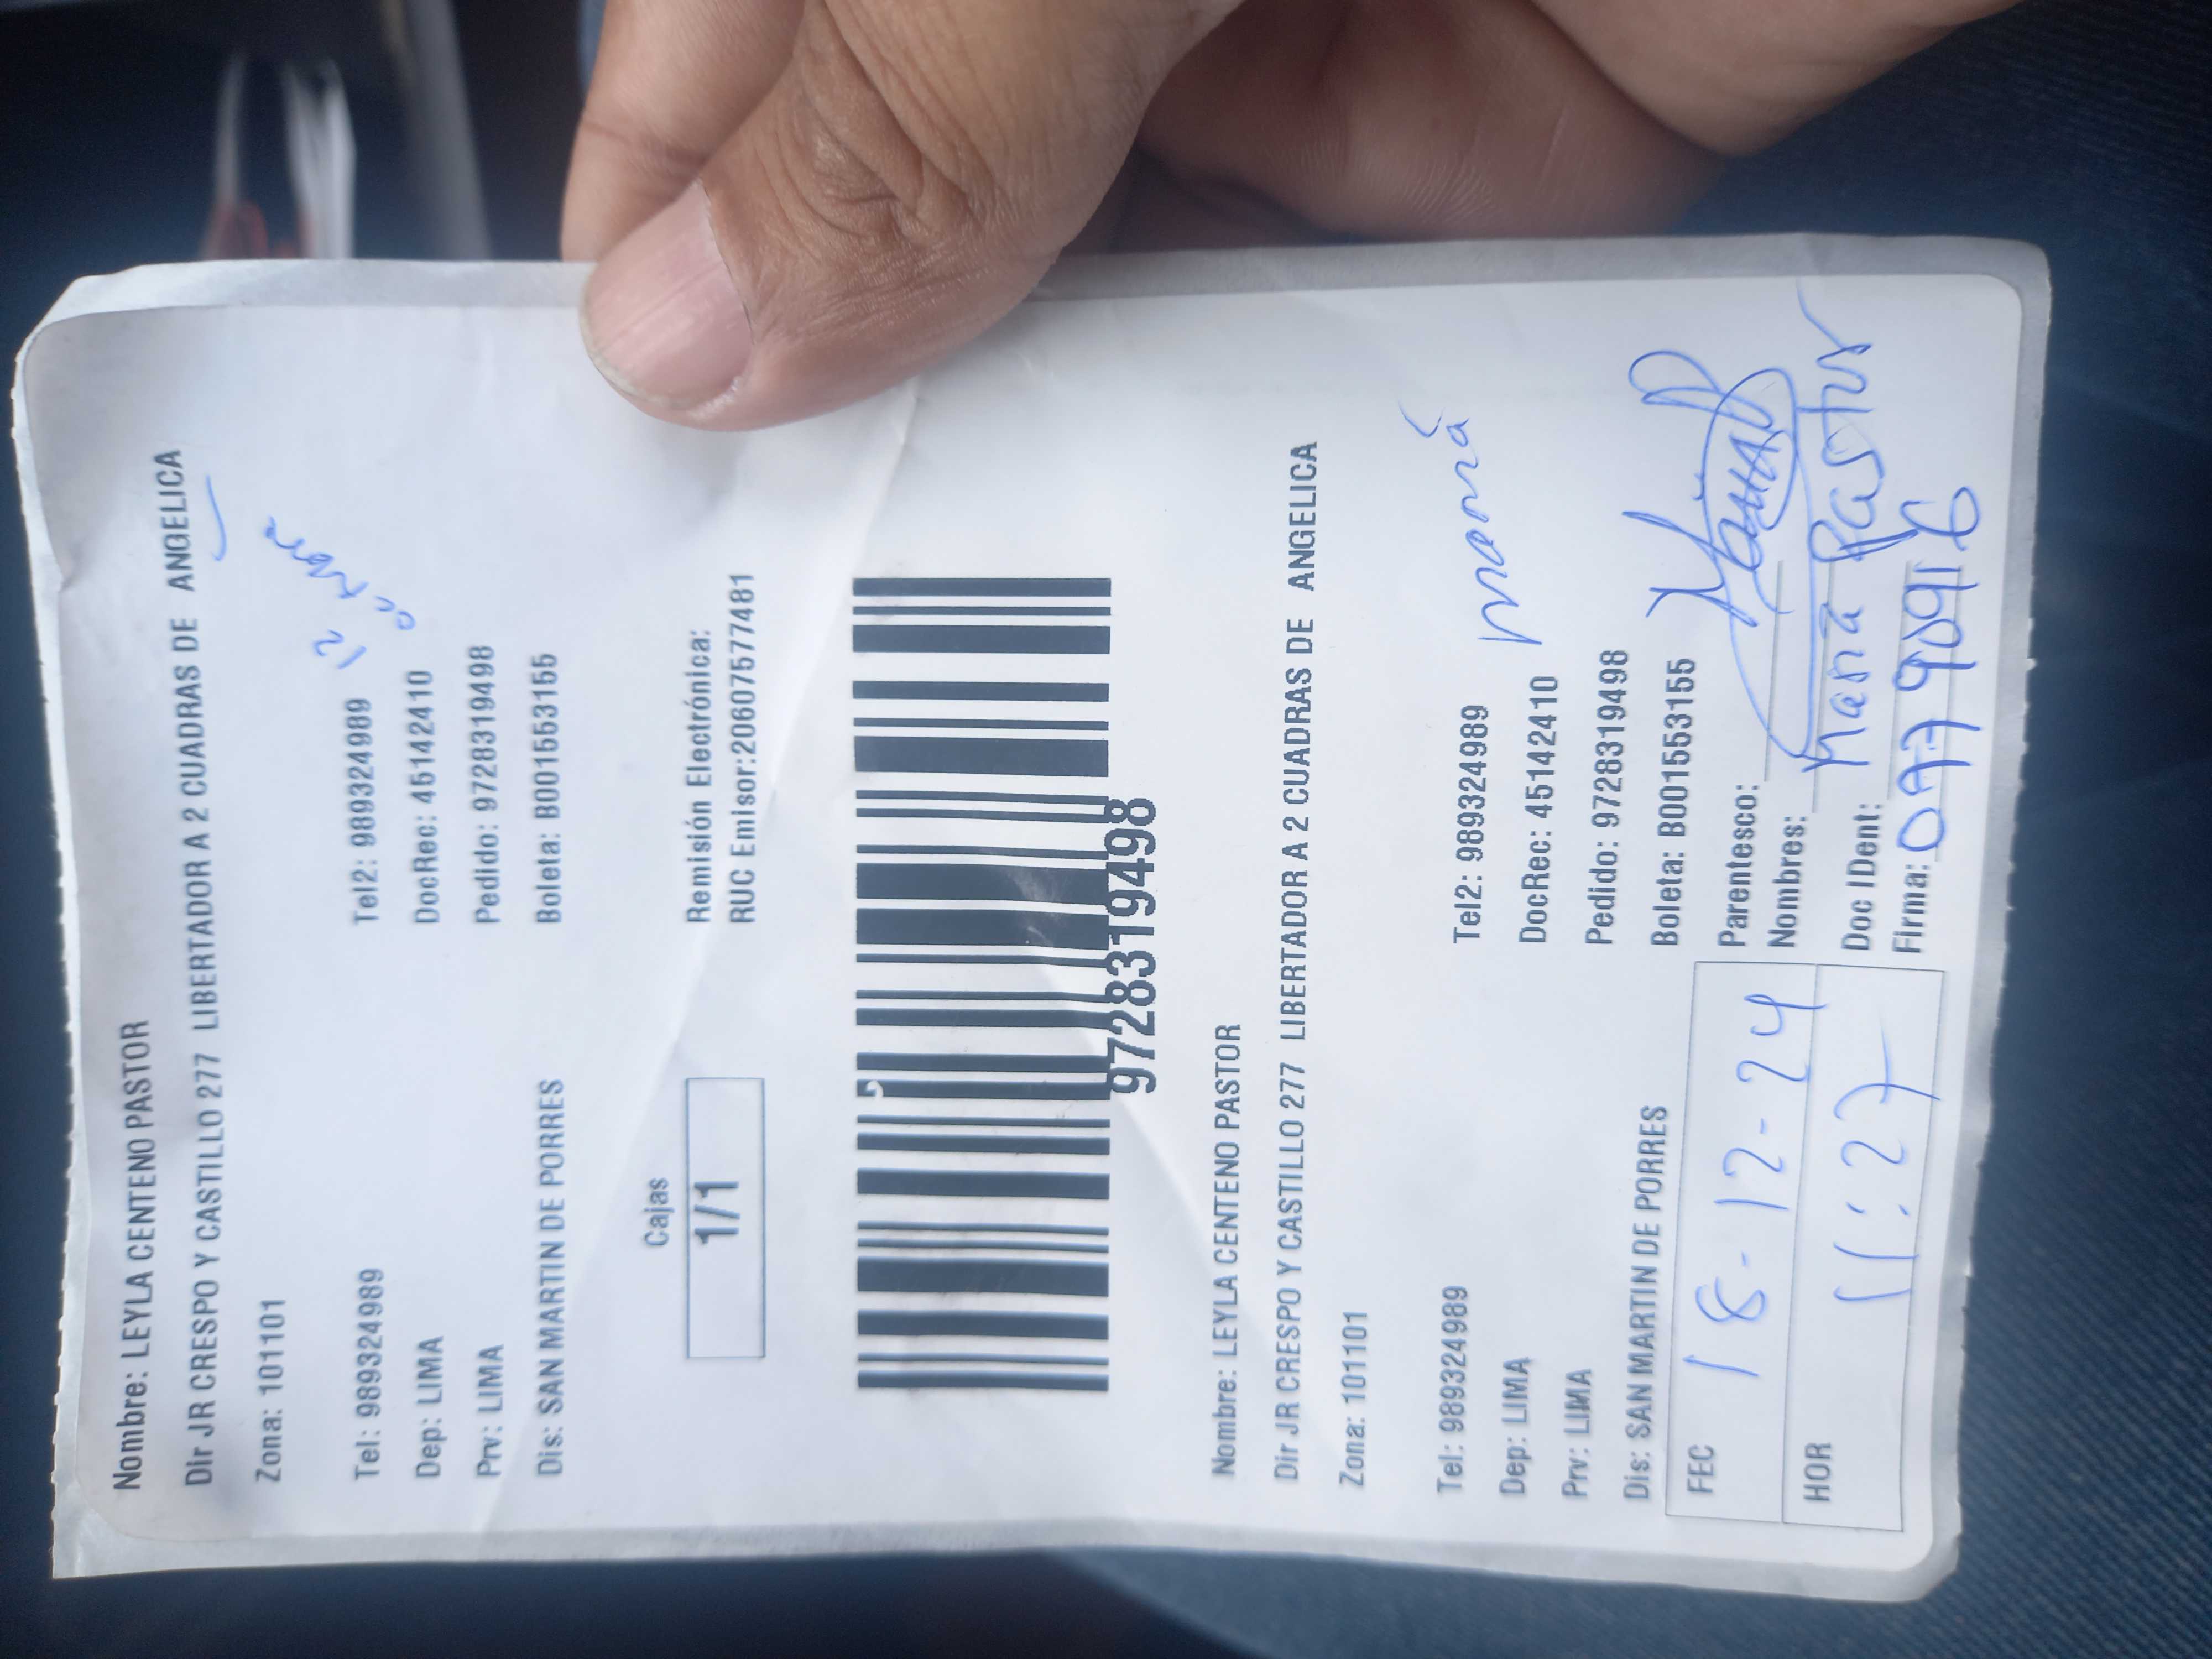 Nombre: LEYLA CENTENO PASTOR
Dir JR CRESPO Y CASTILLO 277 LIBERTADOR A 2 CUADRAS DE ANGELICA
Zona: 101101
Tel: 989324989 Tel2: 989324989
Dep: LIMA DocRec: 45142410
Prv: LIMA Pedido: 972831949​8
Dis: SAN MARTIN DE PORRES Boleta: B001553155
Cajas
1/1
Remisión Electrónica:
RUC Emisor:20607577481
9728319498
Nombre: LEYLA CENTENO PASTOR
Dir JR CRESPO Y CASTILLO 277 LIBERTADOR A 2 CUADRAS DE ANGELICA
Zona: 101101
Tel: 989324989 Tel2: 989324989
mamá
Dep: LIMA DocRec: 45142410
Prv: LIMA Pedido: 9728319498
Dis: SAN MARTIN DE PORRES Boleta: B001553155
FEC 18-12-24
HOR 11:27
Parentesco:
Nombres: Maria Pastor
Doc IDent:
Firma: